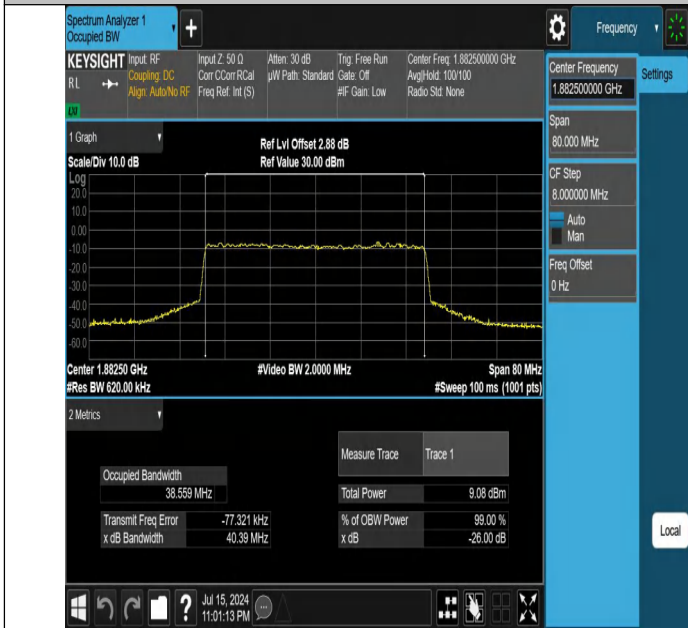 Spectrum Analyzer 1
Occupied BW
Frequency
KEYSIGHT
RL
LXI
Input: RF
Coupling: DC
Align: Auto/No RF
Input Z: 50 Ω
Corr CCorr RCal
Freq Ref: Int (S)
Atten: 30 dB
µW Path: Standard
Trig: Free Run
Gate: Off
#IF Gain: Low
Center Freq: 1.882500000 GHz
Avg|Hold: 100/100
Radio Std: None
Center Frequency
1.882500000 GHz
Settings
Span
80.000 MHz
CF Step
8.000000 MHz
Auto
Man
Freq Offset
0 Hz
Local
1 Graph
Scale/Div 10.0 dB
Ref Lvl Offset 2.88 dB
Ref Value 30.00 dBm
Log
20.0
10.0
0.00
-10.0
-20.0
-30.0
-40.0
-50.0
-60.0
Center 1.88250 GHz
#Res BW 620.00 kHz
#Video BW 2.0000 MHz
Span 80 MHz
#Sweep 100 ms (1001 pts)
2 Metrics
Measure Trace Trace 1
Occupied Bandwidth
38.559 MHz
Total Power 9.08 dBm
Transmit Freq Error -77.321 kHz
% of OBW Power 99.00 %
x dB Bandwidth 40.39 MHz
x dB -26.00 dB
?
Jul 15, 2024
11:01:13 PM